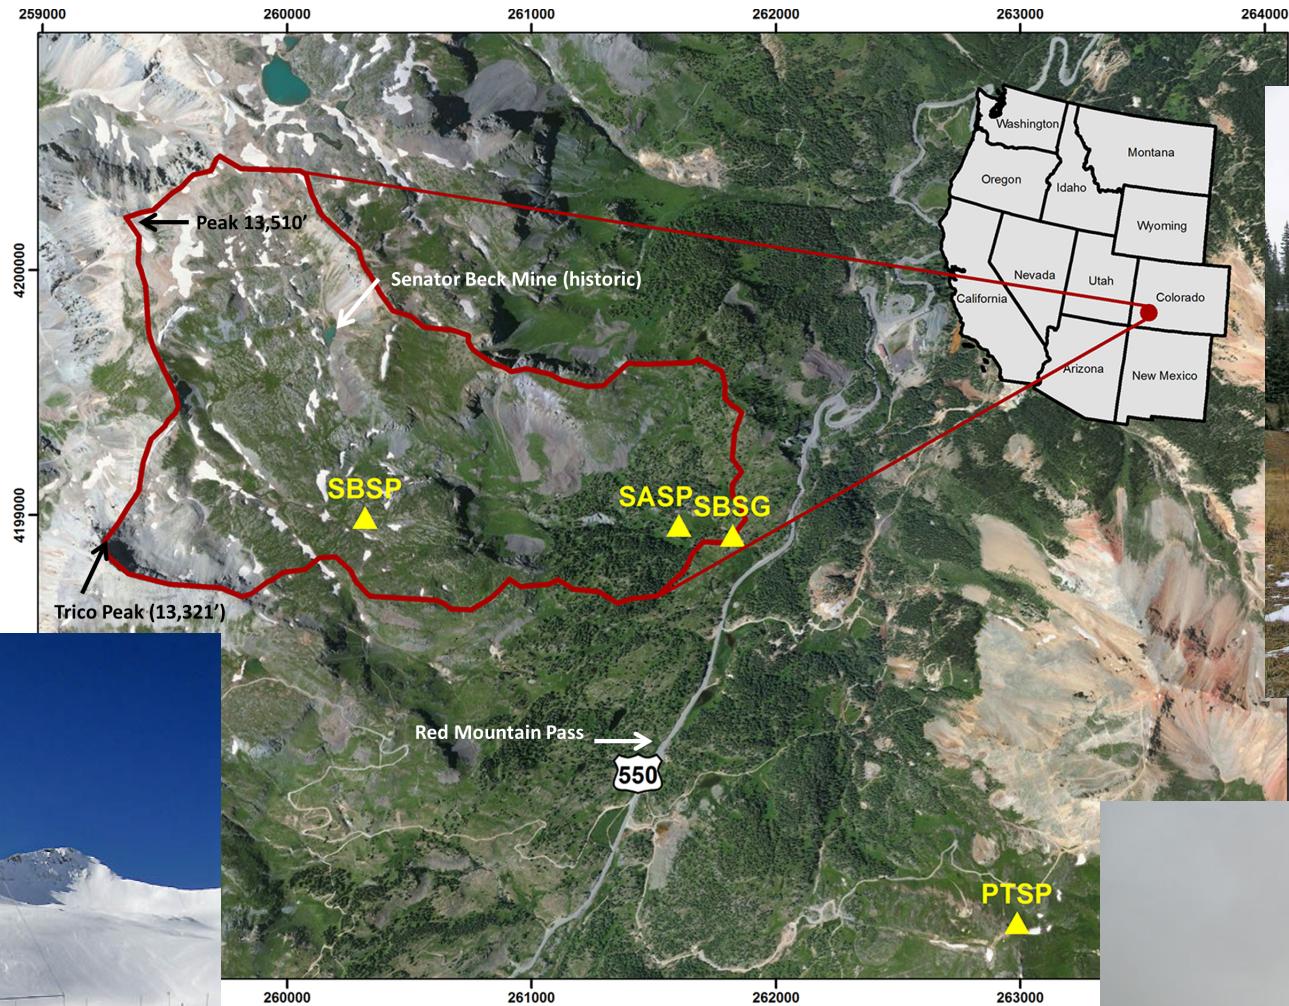 259000 260000 261000 262000 263000 264000
Washington
Montana
Oregon
Idaho
Peak 13,510’
Wyoming
4200000
Senator Beck Mine (historic)
Nevada
Utah
Colorado
California
Arizona
New Mexico
SBSP
SASP
SBSG
4199000
Trico Peak (13,321’)
Red Mountain Pass
550
PTSP
260000 261000 262000 263000